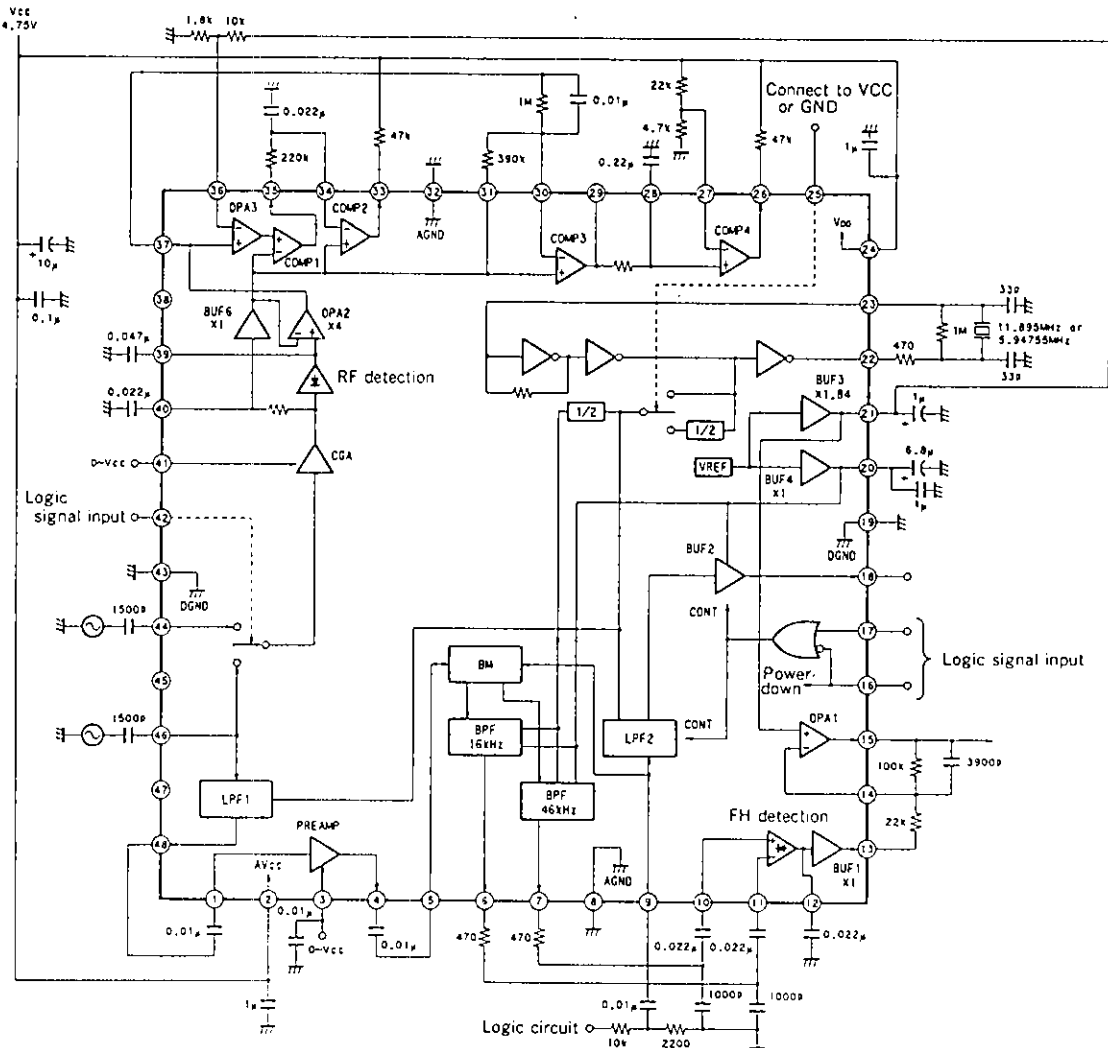 Vcc
4.75V
1.8k 10k
0.022μ
220k
47k
1M
0.01μ
390k
22k
4.7k
0.22μ
47k
Connect to VCC
or GND
1μ
36 35 34 33 32 31 30 29 28 27 26 25
OPA3
COMP1
COMP2
AGND
COMP3
COMP4
VDD
24
37
+
10μ
0.1μ
38
BUF6
X1
OPA2
X4
23
33p
1M
11.895MHz or
5.94755MHz
0.047μ
39
RF detection
22
470
33p
0.022μ
40
1/2
1/2
BUF3
X1.84
21
1μ
+
0~Vcc
41
CGA
VREF
BUF4
X1
20
6.8μ
+
1μ
Logic
signal input
42
19
DGND
43
DGND
BUF2
18
1500p
44
CONT
17
Logic signal input
Power-
down
16
45
BM
CONT
OPA1
1500p
46
BPF
16kHz
LPF2
15
100k
3900p
47
LPF1
BPF
46kHz
14
FH detection
22k
48
PREAMP
13
AVcc
AGND
BUF1
X1
1 2 3 4 5 6 7 8 9 10 11 12
0.01μ
0.01μ
0~Vcc
0.01μ
470
470
0.022μ
0.022μ
0.022μ
1μ
0.01μ
1000p
1000p
Logic circuit
10k
2200